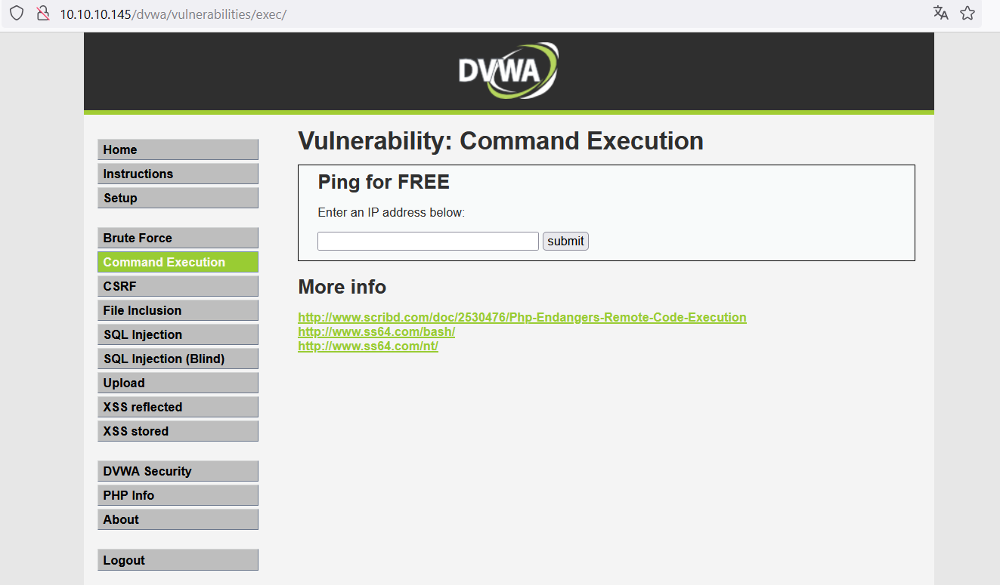 10.10.10.145/dvwa/vulnerabilities/exec/
DVWA
Home
Instructions
Setup
Brute Force
Command Execution
CSRF
File Inclusion
SQL Injection
SQL Injection (Blind)
Upload
XSS reflected
XSS stored
DVWA Security
PHP Info
About
Logout
Vulnerability: Command Execution
Ping for FREE
Enter an IP address below:
submit
More info
http://www.scribd.com/doc/2530476/Php-Endangers-Remote-Code-Execution
http://www.ss64.com/bash/
http://www.ss64.com/nt/